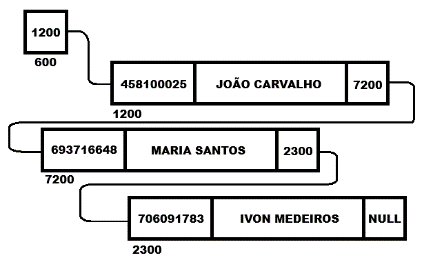 1200
600
458100025 JOÃO CARVALHO 7200
1200
693716648 MARIA SANTOS 2300
7200
706091783 IVON MEDEIROS NULL
2300